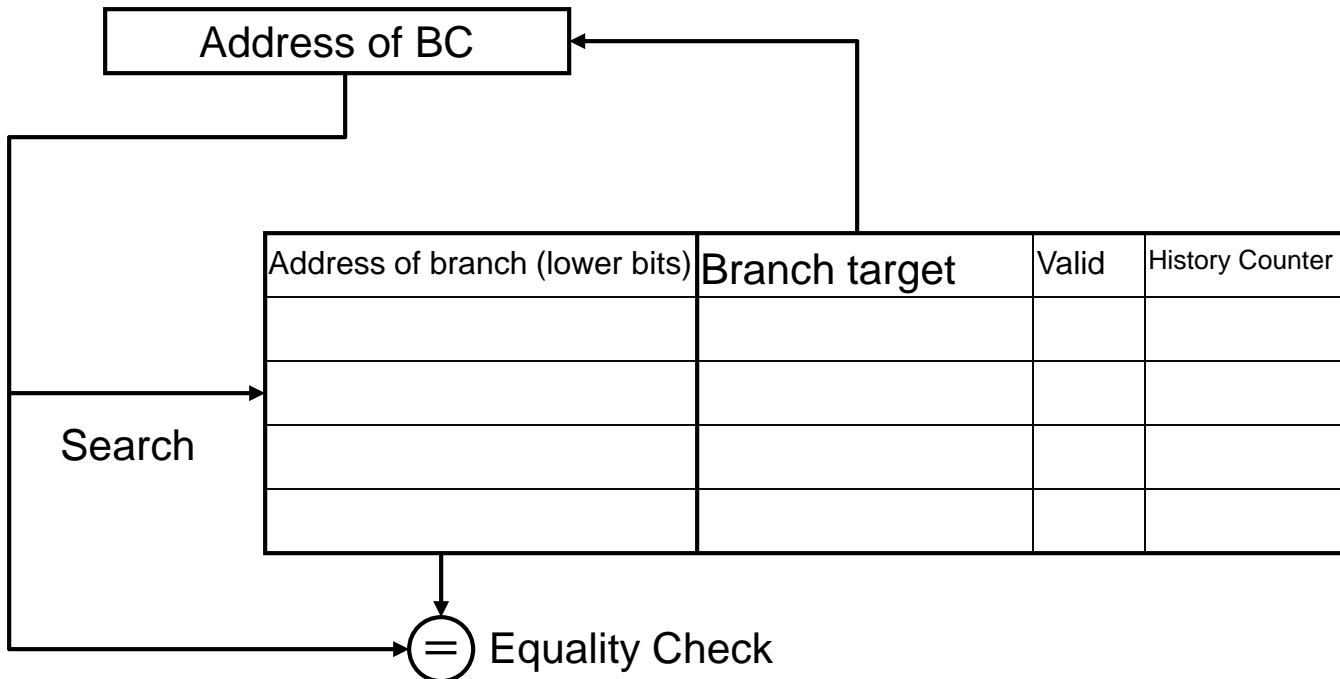 Address of BC
Address of branch (lower bits) Branch target Valid History Counter
Search
= Equality Check